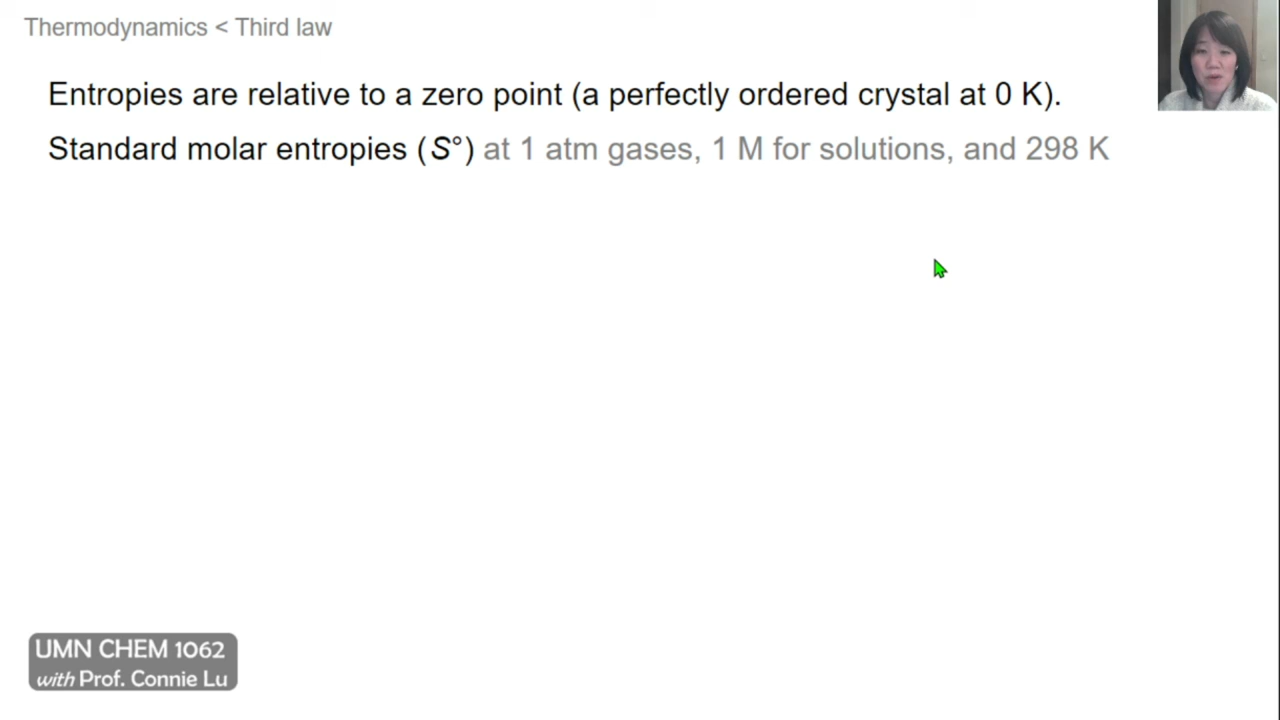 Thermodynamics < Third law
Entropies are relative to a zero point (a perfectly ordered crystal at 0 K).
Standard molar entropies (S°) at 1 atm gases, 1 M for solutions, and 298 K
UMN CHEM 1062
with Prof. Connie Lu